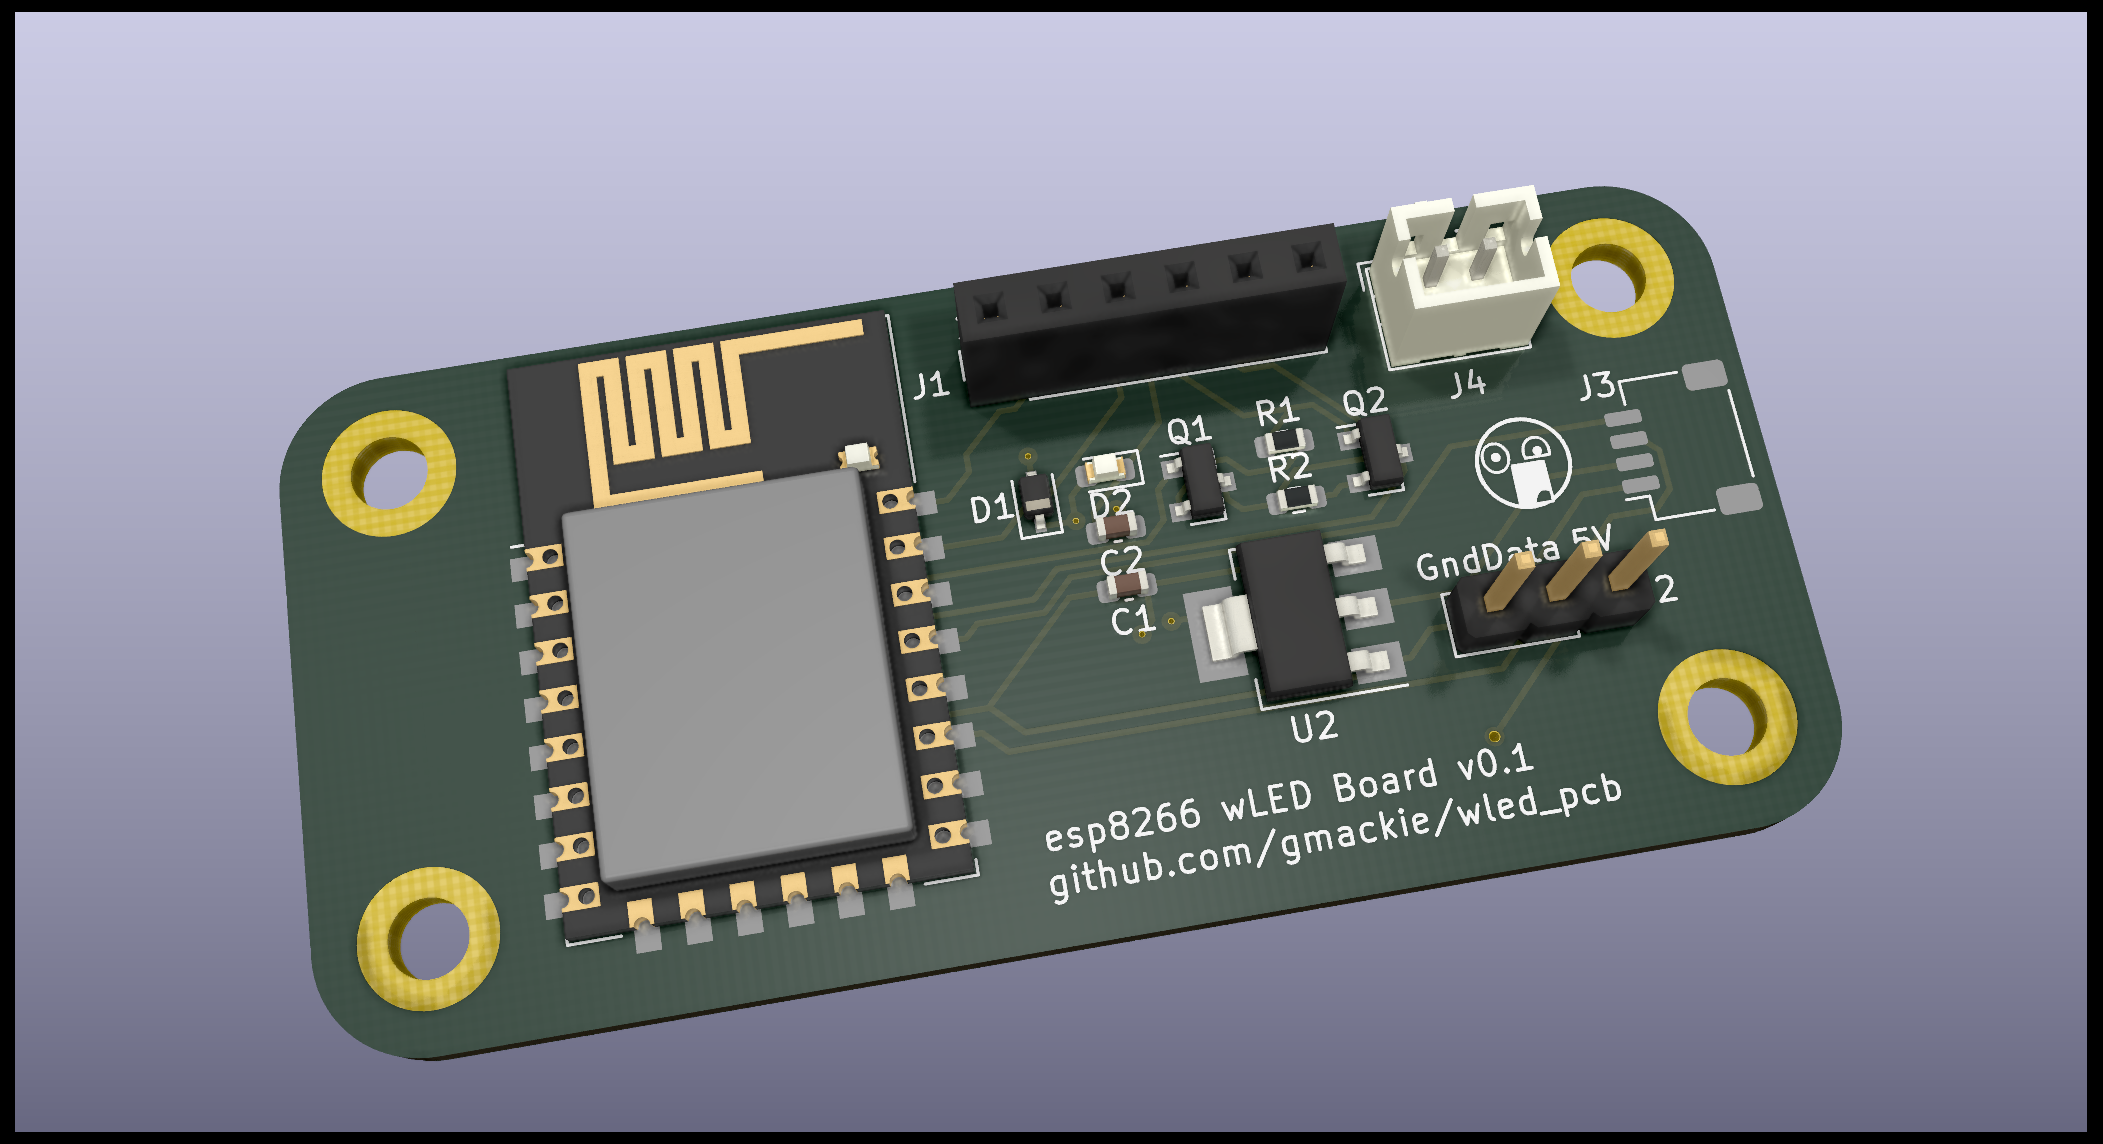 J1
J4
J3
Q1
R1
Q2
R2
D1
D2
C2
C1
GndData 5V
2
U2
esp8266 wLED Board v0.1
github.com/gmackie/wled_pcb